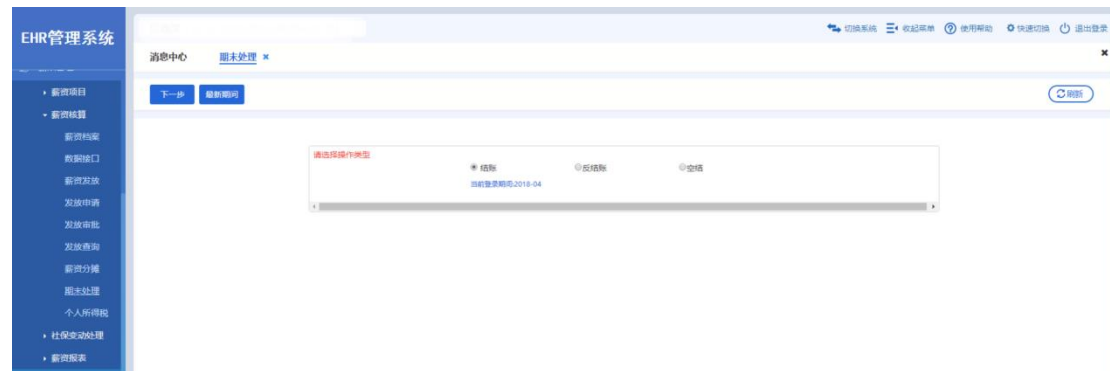 EHR管理系统
切换系统 收起菜单 使用帮助 快速切换 退出登录
消息中心 期末处理 ×
下一步 最新期间 刷新
薪资项目
薪资核算
薪资档案
数据接口
薪资发放
发放申请
发放审批
发放查询
薪资分摊
期末处理
个人所得税
社保变动处理
薪资报表
请选择操作类型
结账 反结账 空结
当前登录期间:2018-04